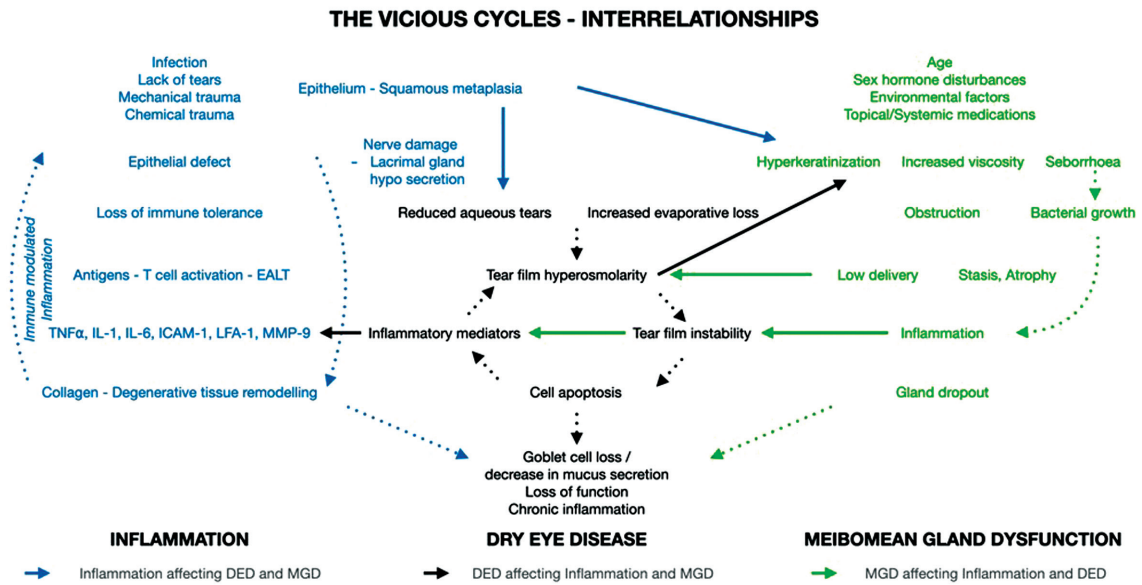 THE VICIOUS CYCLES - INTERRELATIONSHIPS
Infection
Lack of tears
Mechanical trauma
Chemical trauma
Epithelium - Squamous metaplasia
Age
Sex hormone disturbances
Environmental factors
Topical/Systemic medications
Epithelial defect
Nerve damage
- Lacrimal gland
hypo secretion
Hyperkeratinization
Increased viscosity
Seborrhoea
Loss of immune tolerance
Reduced aqueous tears
Increased evaporative loss
Obstruction
Bacterial growth
Immune modulated
Inflammation
Antigens - T cell activation - EALT
Tear film hyperosmolarity
Low delivery
Stasis, Atrophy
TNFα, IL-1, IL-6, ICAM-1, LFA-1, MMP-9
Inflammatory mediators
Tear film instability
Inflammation
Collagen - Degenerative tissue remodelling
Cell apoptosis
Gland dropout
Goblet cell loss /
decrease in mucus secretion
Loss of function
Chronic inflammation
INFLAMMATION
DRY EYE DISEASE
MEIBOMEAN GLAND DYSFUNCTION
Inflammation affecting DED and MGD
DED affecting Inflammation and MGD
MGD affecting Inflammation and DED